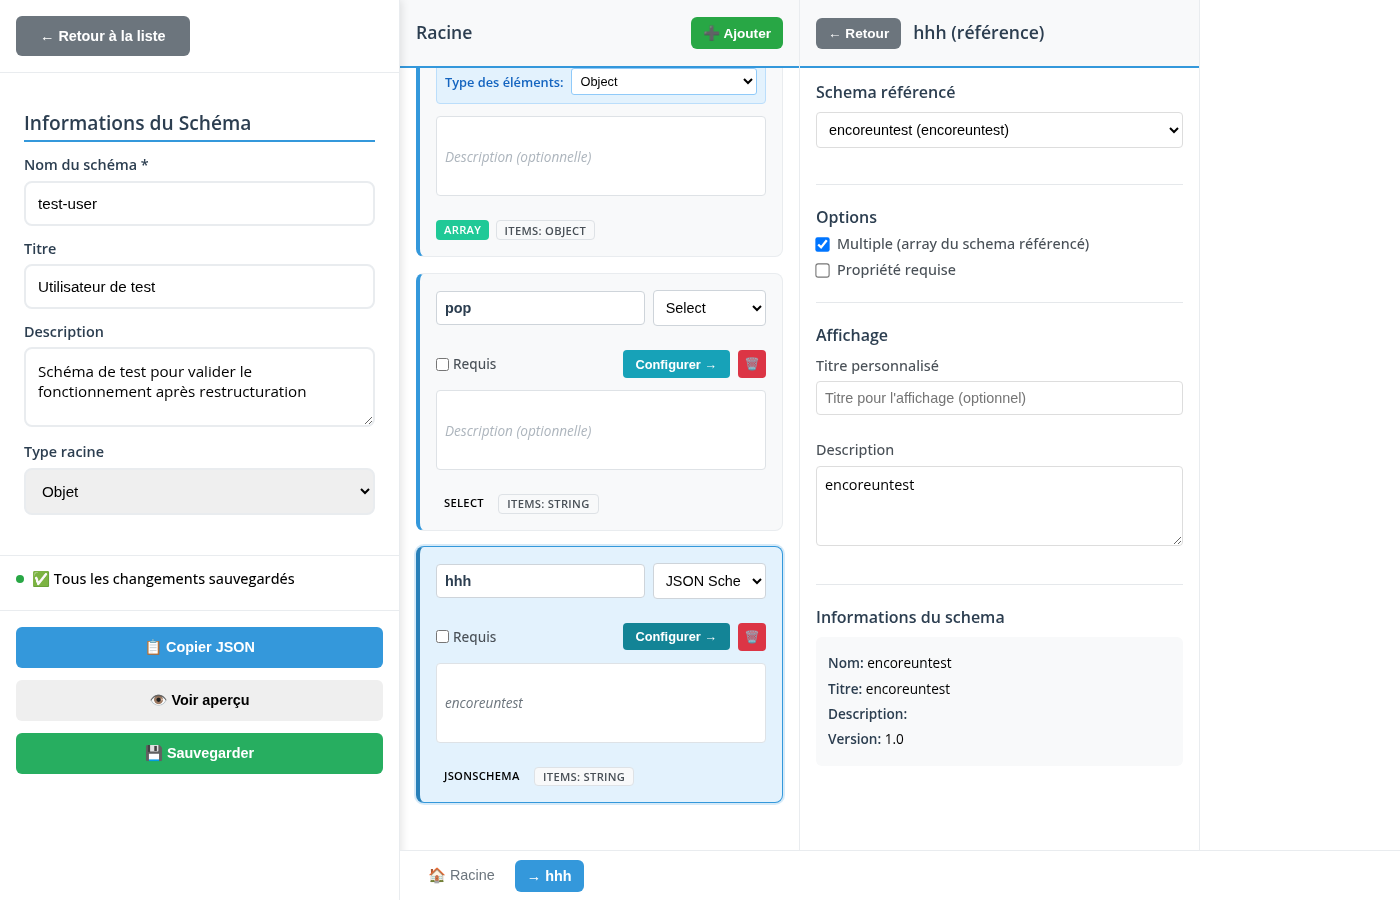 ← Retour à la liste
Informations du Schéma
Nom du schéma *
test-user
Titre
Utilisateur de test
Description
Schéma de test pour valider le
fonctionnement après restructuration
Type racine
Objet
✅ Tous les changements sauvegardés
📋 Copier JSON
👁️ Voir aperçu
💾 Sauvegarder
Racine
➕ Ajouter
Type des éléments: Object
Description (optionnelle)
ARRAY ITEMS: OBJECT
pop Select
Requis Configurer →
Description (optionnelle)
SELECT ITEMS: STRING
hhh JSON Sche
Requis Configurer →
encoreuntest
JSONSCHEMA ITEMS: STRING
🏠 Racine → hhh
← Retour hhh (référence)
Schema référencé
encoreuntest (encoreuntest)
Options
Multiple (array du schema référencé)
Propriété requise
Affichage
Titre personnalisé
Titre pour l'affichage (optionnel)
Description
encoreuntest
Informations du schema
Nom: encoreuntest
Titre: encoreuntest
Description:
Version: 1.0